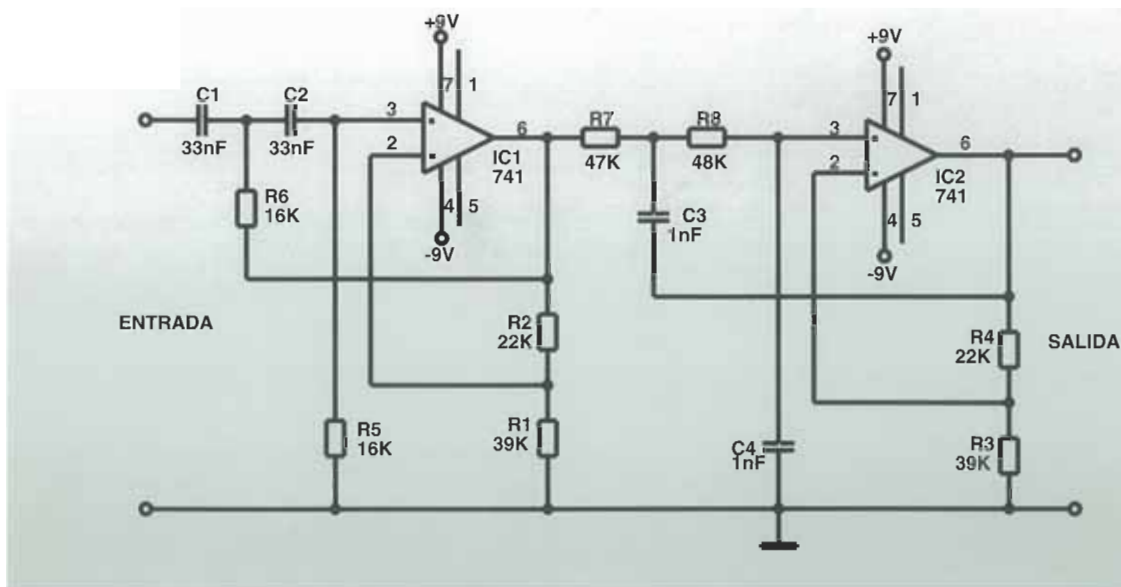 +9V
+9V
C1
C2
7
1
7
1
3
6
R7
R8
3
6
33nF
33nF
2
IC1
741
47K
48K
2
IC2
741
R6
16K
4
5
C3
1nF
4
5
-9V
-9V
ENTRADA
R2
22K
R4
22K
SALIDA
R5
16K
R1
39K
C4
1nF
R3
39K